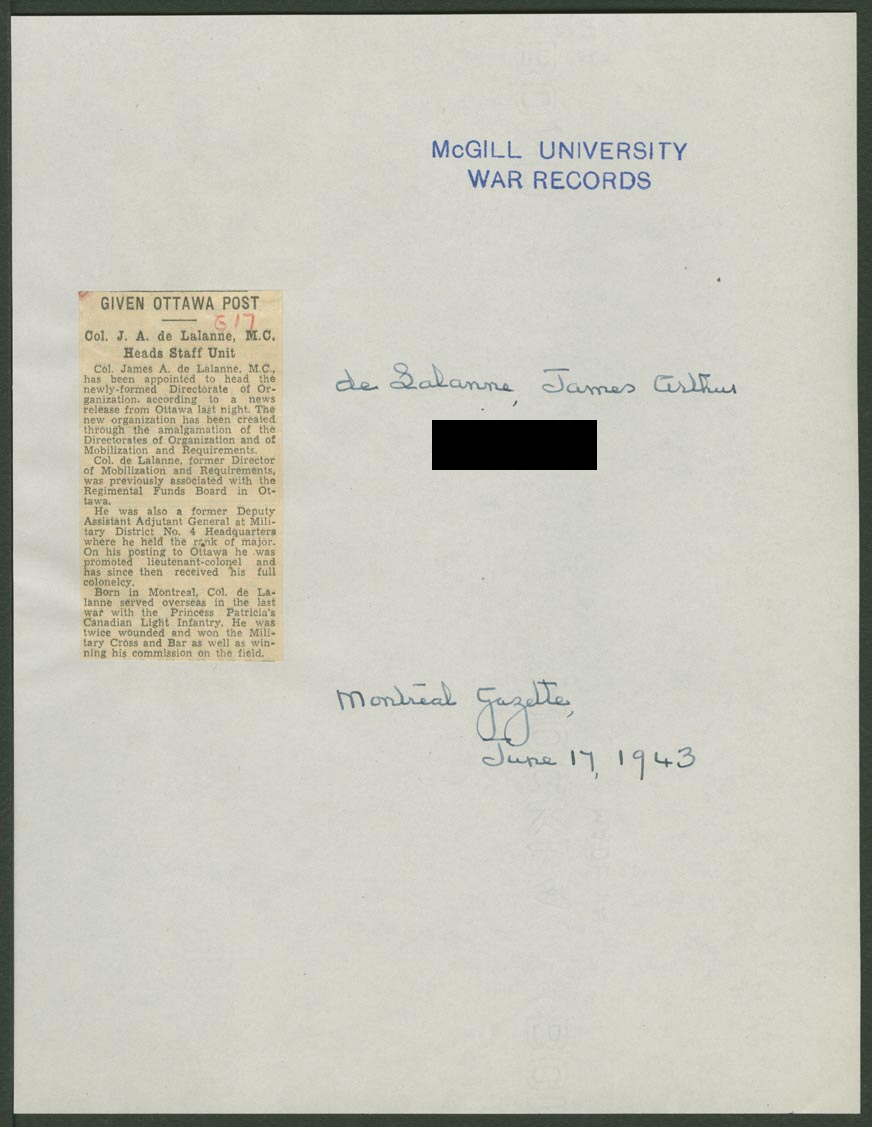 McGILL UNIVERSITY
WAR RECORDS
GIVEN OTTAWA POST
6 17
Col. J. A. de Lalanne, M.C.
Heads Staff Unit
Col. James A. de Lalanne, M.C.,
has been appointed to head the
newly-formed Directorate of Or-
ganization, according to a news
release from Ottawa last night. The
new organization has been created
through the amalgamation of the
Directorates of Organization and of
Mobilization and Requirements.
Col. de Lalanne, former Director
of Mobilization and Requirements,
was previously associated with the
Regimental Funds Board in Ot-
tawa.
He was also a former Deputy
Assistant Adjutant General at Mili-
tary District No. 4 Headquarters
where he held the rank of major.
On his posting to Ottawa he was
promoted lieutenant-colonel and
has since then received his full
colonelcy.
Born in Montreal, Col. de La-
lanne served overseas in the last
war with the Princess Patricia's
Canadian Light Infantry. He was
twice wounded and won the Mili-
tary Cross and Bar as well as win-
ning his commission on the field.
de Lalanne, James Arthur
Montreal Gazette,
June 17, 1943